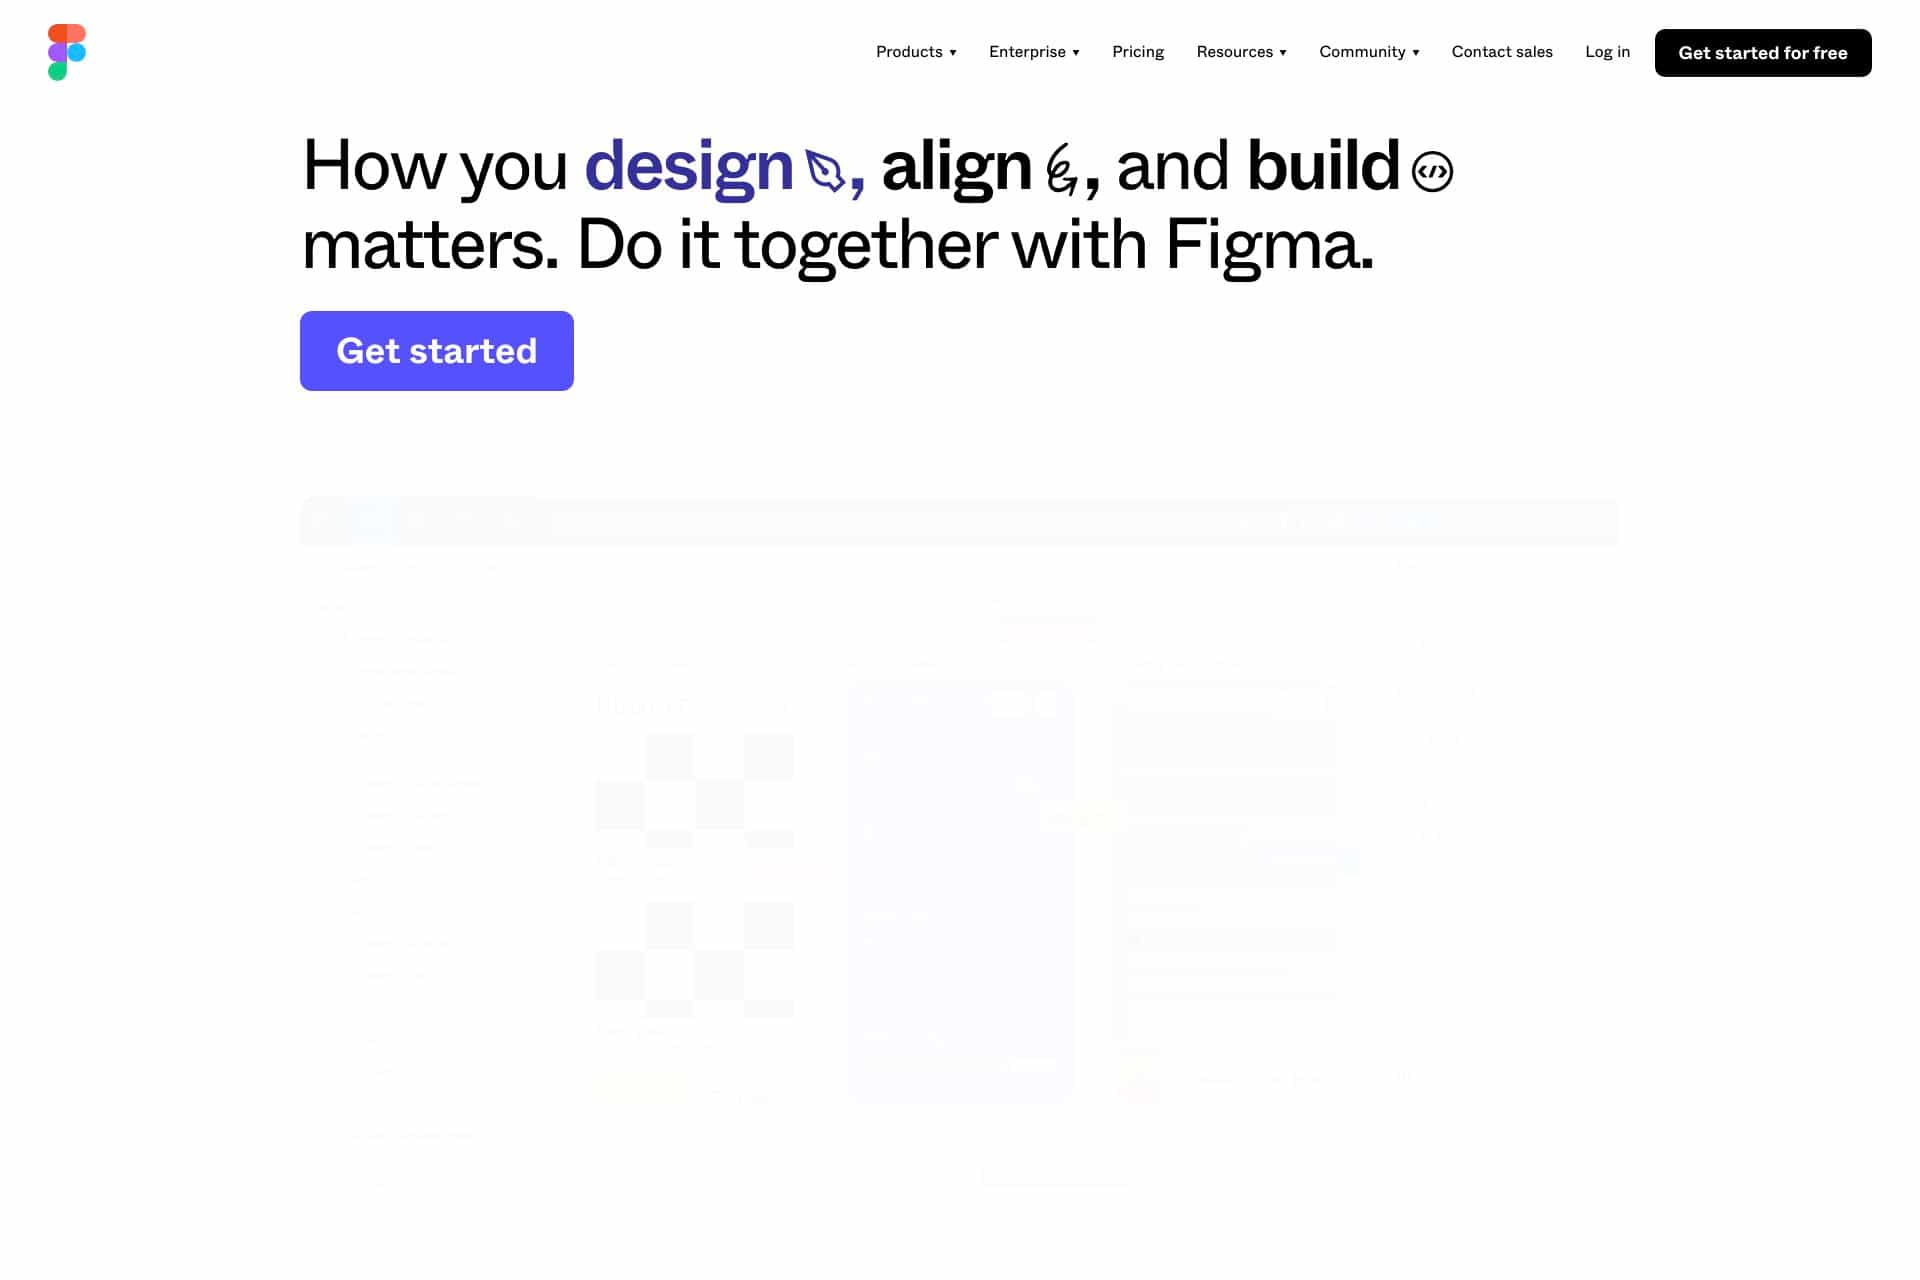 Products Enterprise Pricing Resources Community Contact sales Log in Get started for free
How you design, align, and build
matters. Do it together with Figma.
Get started